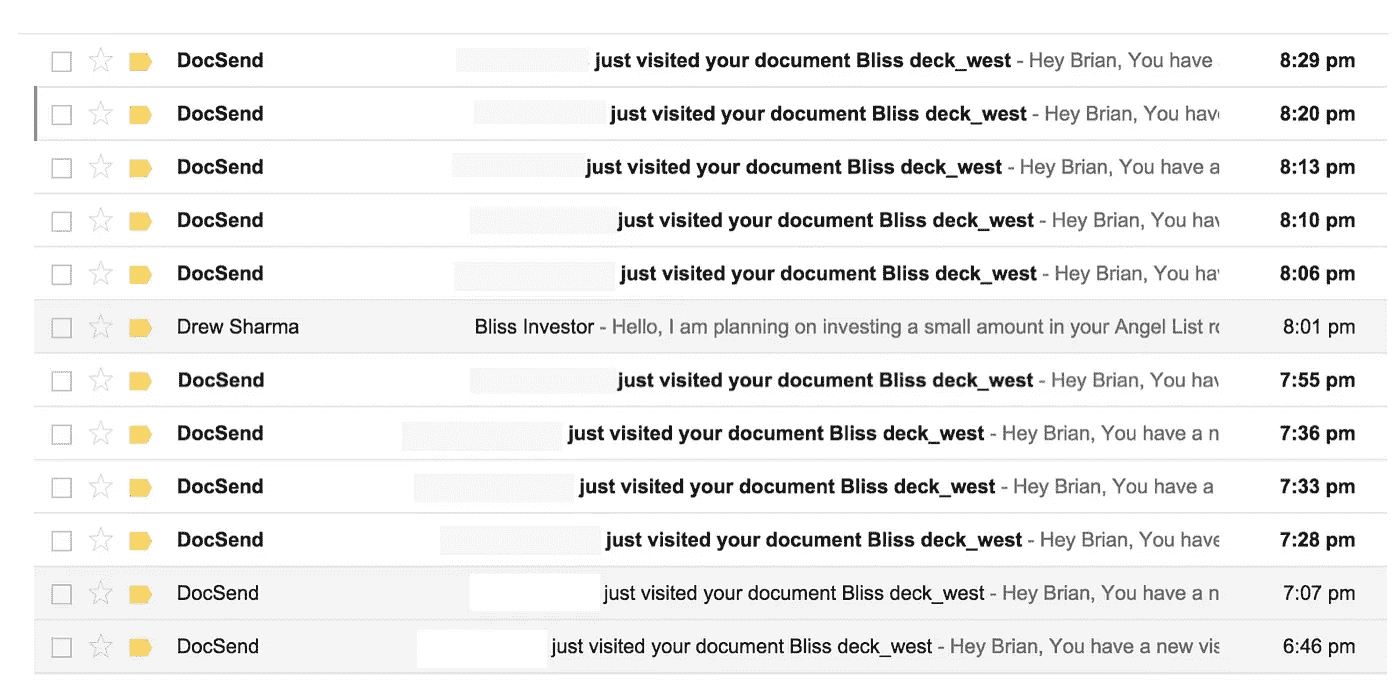 DocSend just visited your document Bliss deck_west - Hey Brian, You have 8:29 pm
DocSend just visited your document Bliss deck_west - Hey Brian, You hav 8:20 pm
DocSend just visited your document Bliss deck_west - Hey Brian, You have a 8:13 pm
DocSend just visited your document Bliss deck_west - Hey Brian, You hav 8:10 pm
DocSend just visited your document Bliss deck_west - Hey Brian, You ha 8:06 pm
Drew Sharma Bliss Investor - Hello, I am planning on investing a small amount in your Angel List ro 8:01 pm
DocSend just visited your document Bliss deck_west - Hey Brian, You hav 7:55 pm
DocSend just visited your document Bliss deck_west - Hey Brian, You have a n 7:36 pm
DocSend just visited your document Bliss deck_west - Hey Brian, You have a 7:33 pm
DocSend just visited your document Bliss deck_west - Hey Brian, You have 7:28 pm
DocSend just visited your document Bliss deck_west - Hey Brian, You have a n 7:07 pm
DocSend just visited your document Bliss deck_west - Hey Brian, You have a new vis 6:46 pm